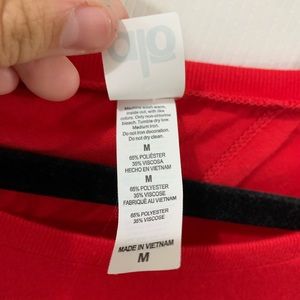 alo
Machine wash warm,
inside out, with like
colors. Only non-chlorine
bleach. Tumble dry low.
Medium iron.
Do not iron decoration.
Do not dry clean.
M
65% POLIÉSTER
35% VISCOSA
HECHO EN VIETNAM
M
65% POLYESTER
35% VISCOSE
FABRIQUÉ AU VIETNAM
65% POLYESTER
35% VISCOSE
MADE IN VIETNAM
M